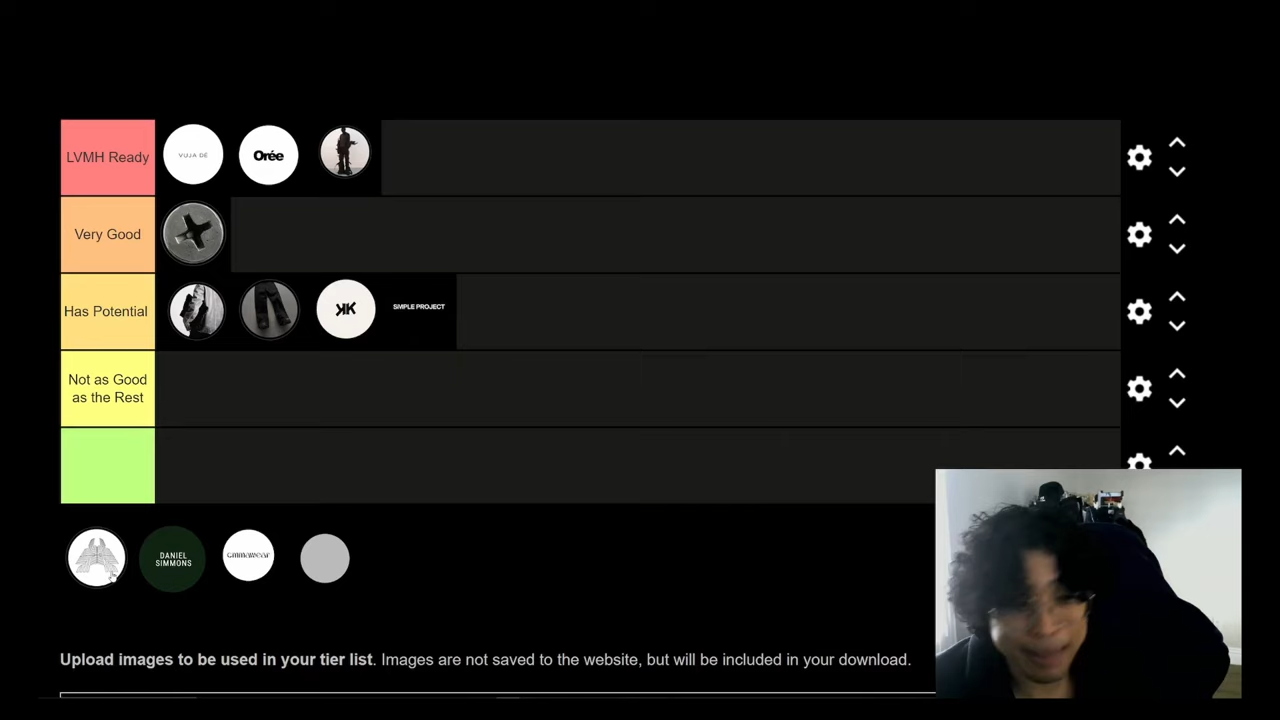 LVMH Ready
VUJA DÉ
Orée
Very Good
Has Potential
KK
SIMPLE PROJECT
Not as Good
as the Rest
DANIEL
SIMMONS
Upload images to be used in your tier list. Images are not saved to the website, but will be included in your download.